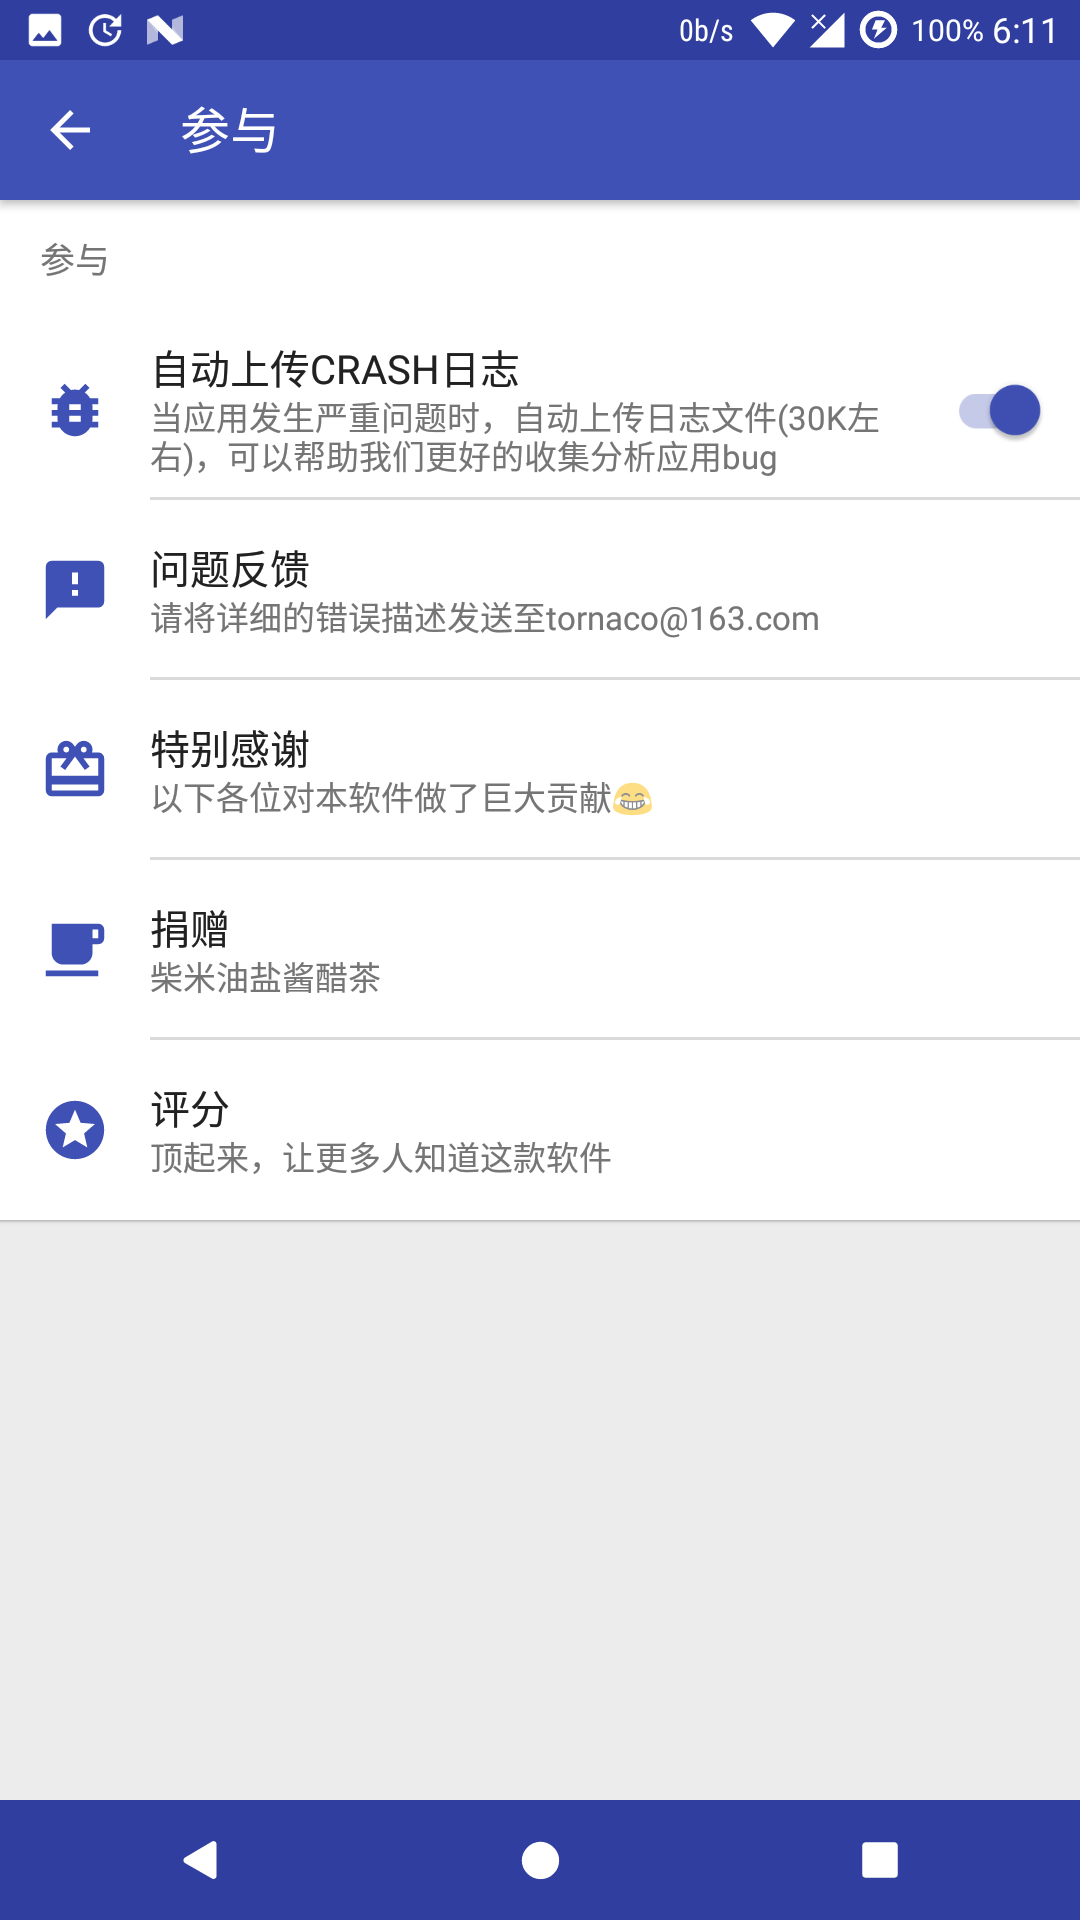 0b/s 100% 6:11
参与
参与
自动上传CRASH日志
当应用发生严重问题时，自动上传日志文件(30K左
右)，可以帮助我们更好的收集分析应用bug
问题反馈
请将详细的错误描述发送至tornaco@163.com
特别感谢
以下各位对本软件做了巨大贡献😂
捐赠
柴米油盐酱醋茶
评分
顶起来，让更多人知道这款软件